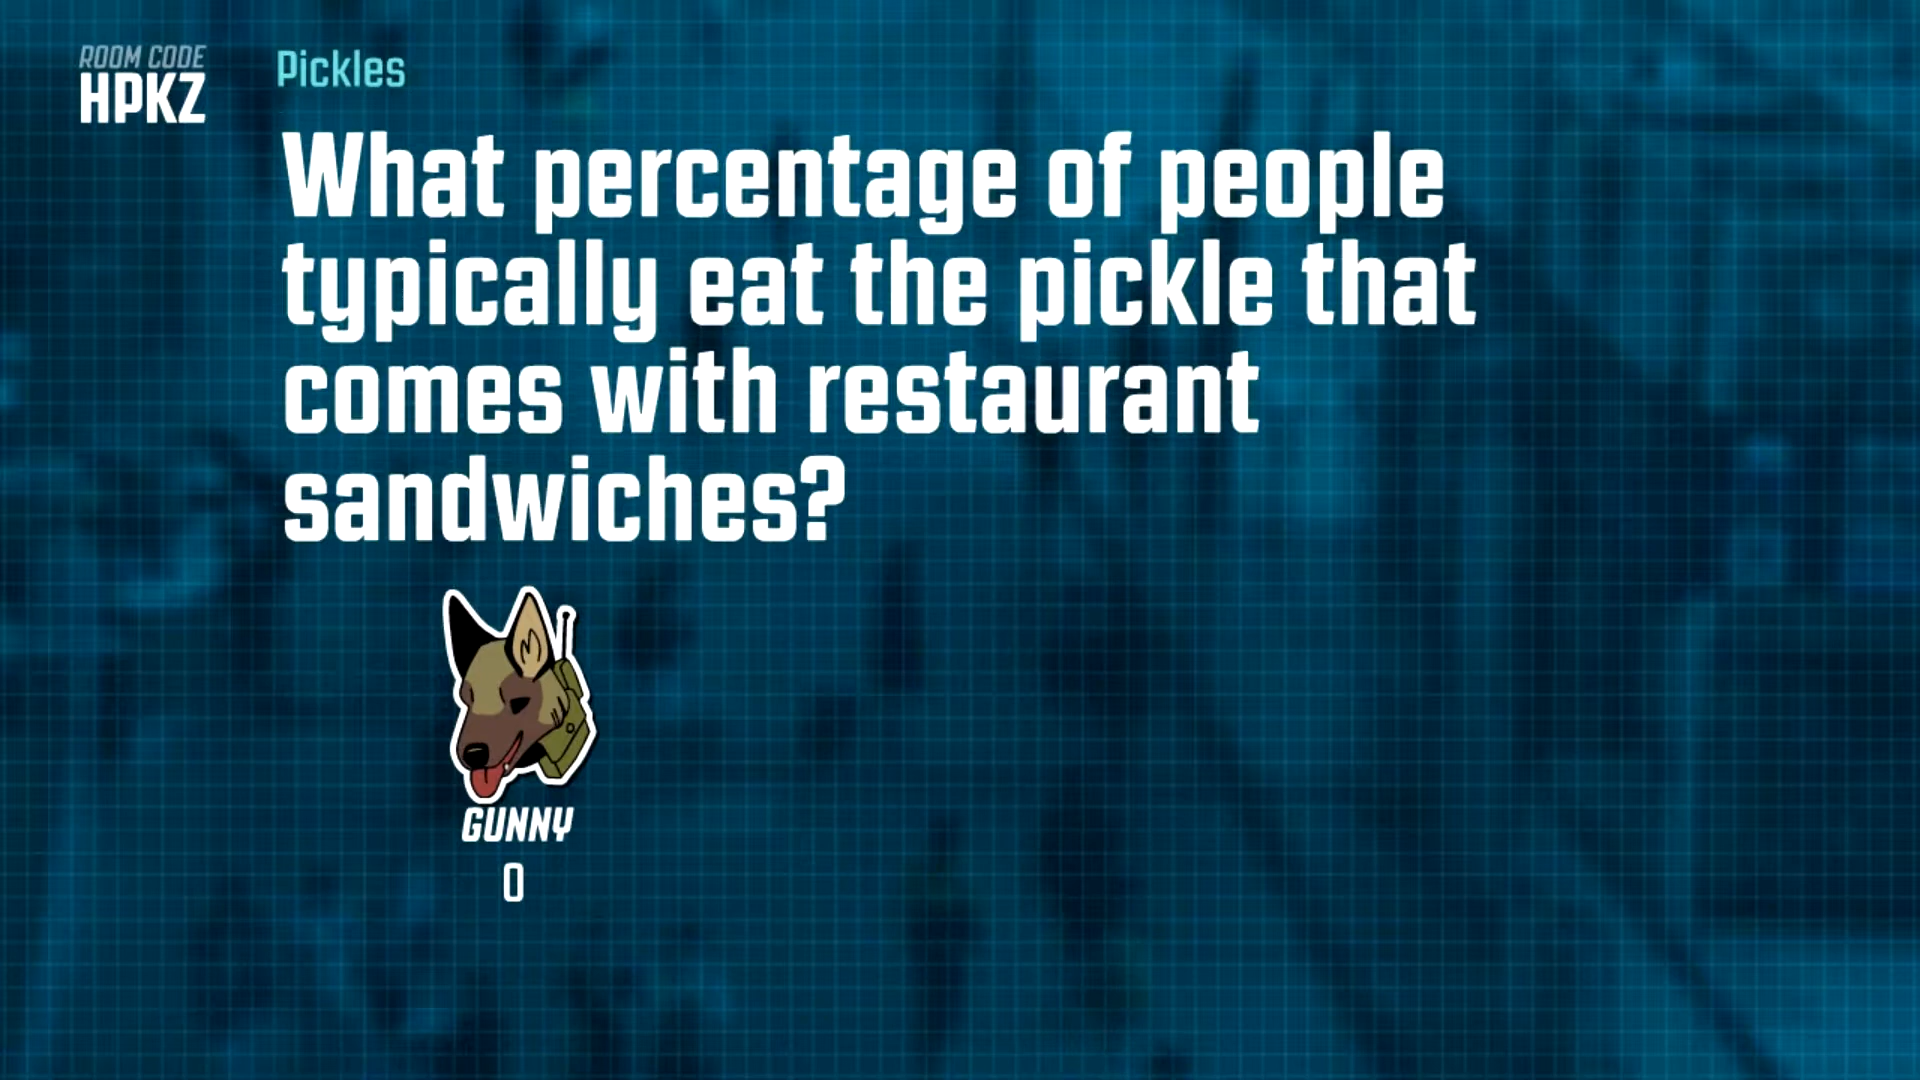 ROOM CODE
HPKZ
Pickles
What percentage of people
typically eat the pickle that
comes with restaurant
sandwiches?
GUNNY
0